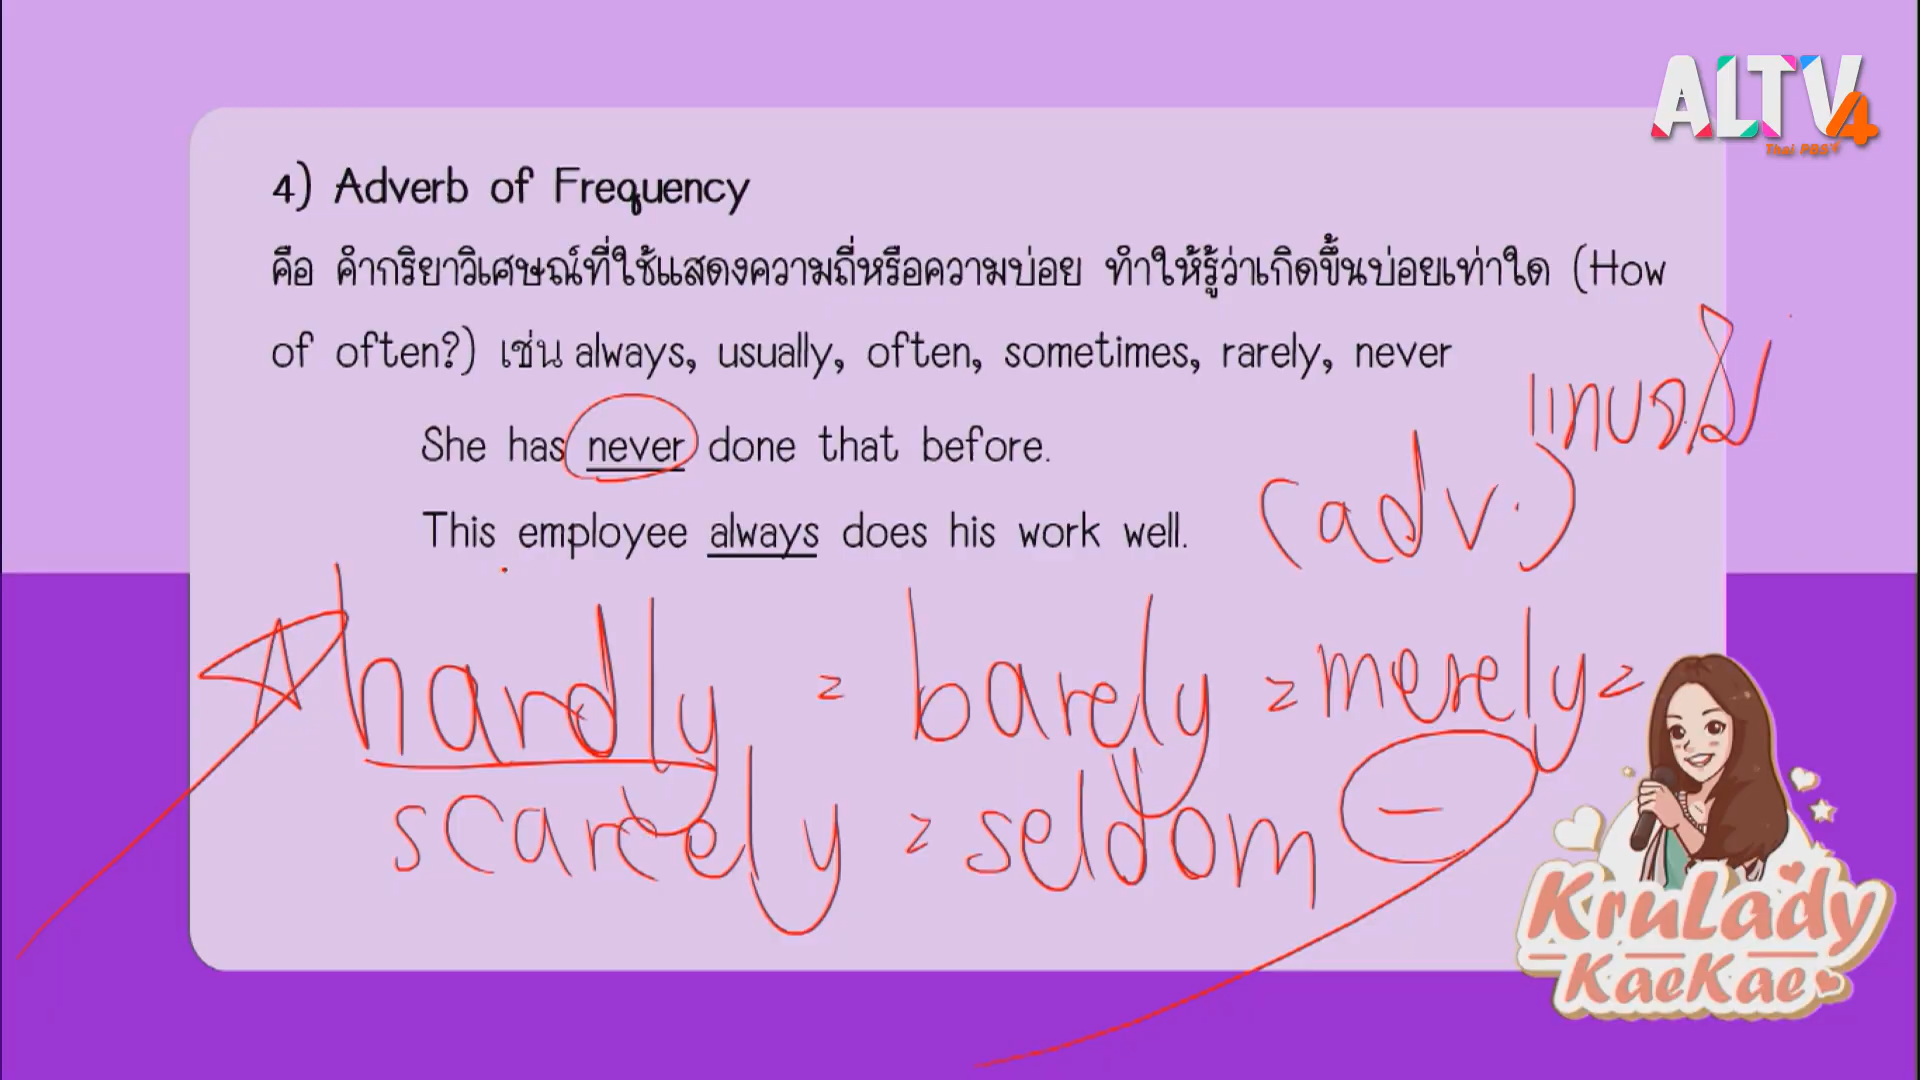 ALTV4
Thai PBS
4) Adverb of Frequency
คือ คำกริยาวิเศษณ์ที่ใช้แสดงความถี่หรือความบ่อย ทำให้รู้ว่าเกิดขึ้นบ่อยเท่าใด (How
of often?) เช่น always, usually, often, sometimes, rarely, never
แทบจะไม่
She has never done that before.
(adv.)
This employee always does his work well.
hardly = barely = merely =
scarcely = seldom -
KruLady
KaeKae